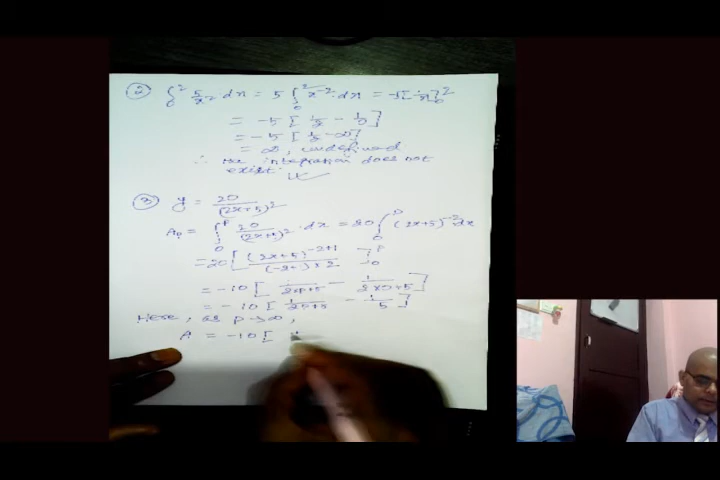 ② ∫₀² 5/x² · dx = 5 ∫₀² x⁻² · dx = -5[1/x]₀²
= -5 [ 1/2 - 1/0 ]
= -5 [ 1/2 - ∞ ]
= ∞, undefined
∴ the integration does not
exist.
③ y = 20/(2x+5)²
Aₚ = ∫₀ᴾ 20/(2x+5)² · dx = 20 ∫₀ᴾ (2x+5)⁻² dx
= 20 [ (2x+5)⁻²⁺¹/(-2+1)×2 ]₀ᴾ
= -10 [ 1/2p+5 - 1/2×0+5 ]
= -10 [ 1/2p+5 - 1/5 ]
Here, as p→∞,
A = -10 [